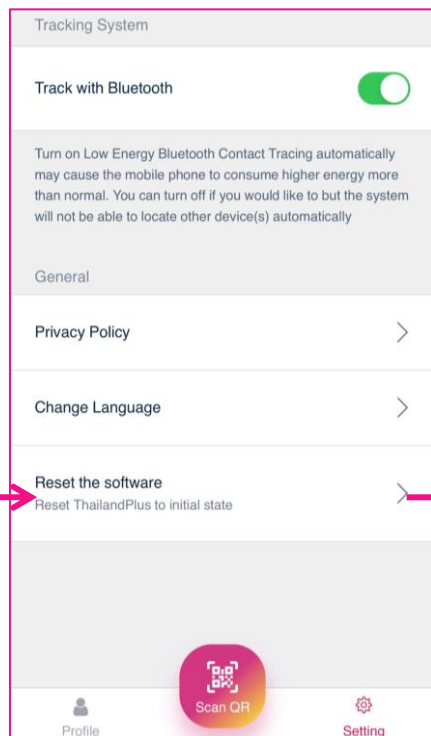 Tracking System
Track with Bluetooth
Turn on Low Energy Bluetooth Contact Tracing automatically
may cause the mobile phone to consume higher energy more
than normal. You can turn off if you would like to but the system
will not be able to locate other device(s) automatically
General
Privacy Policy
Change Language
Reset the software
Reset ThailandPlus to initial state
Scan QR
Profile
Setting